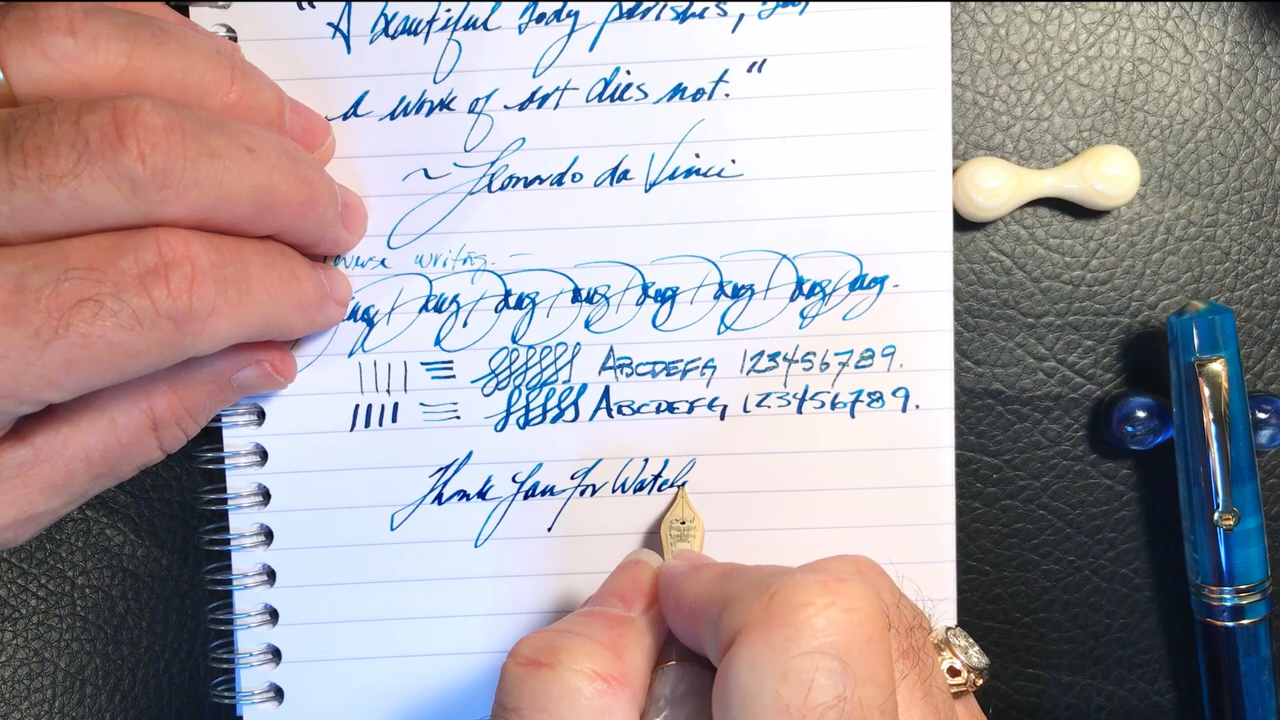 "A beautiful body perishes, but
a work of art dies not."
~ Leonardo da Vinci
writing.
ABCDEFG 123456789.
ABCDEFG 123456789.
Thank You for Watch